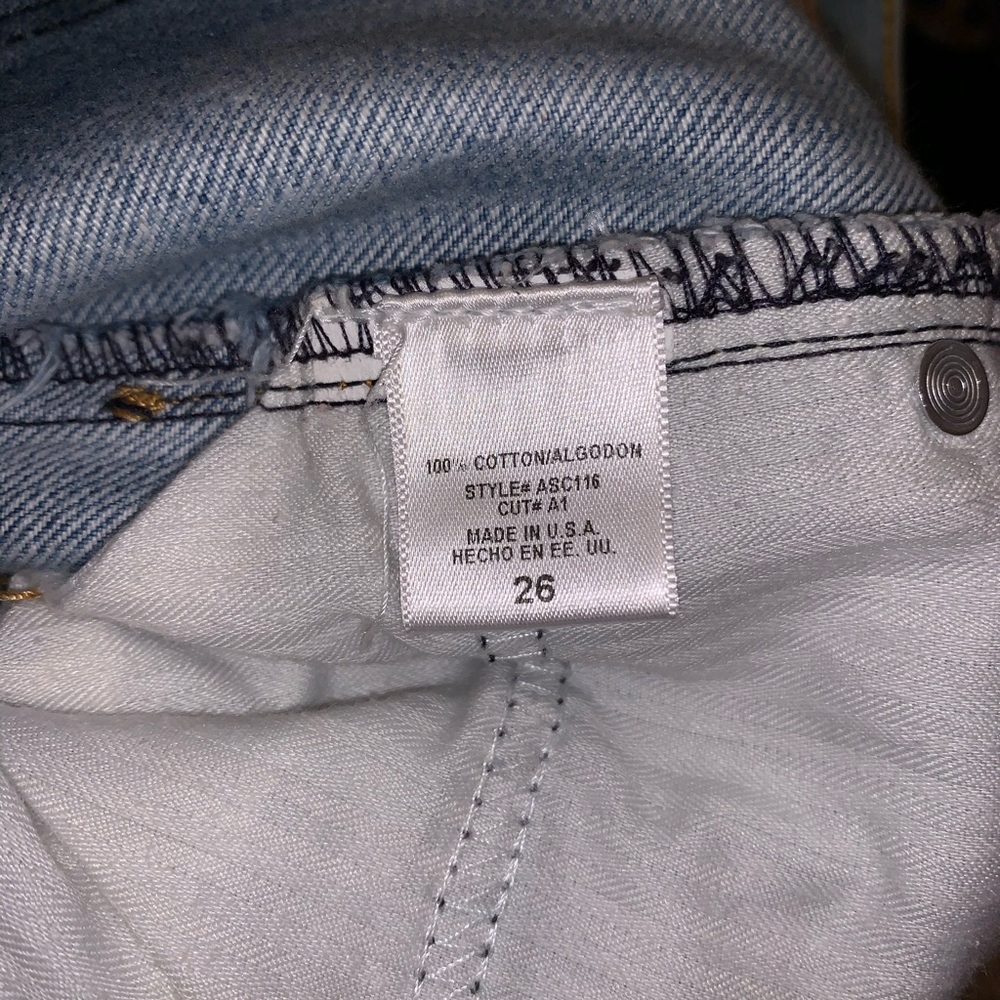 100% COTTON/ALGODON
STYLE# ASC116
CUT# A1
MADE IN U.S.A.
HECHO EN EE. UU.
26